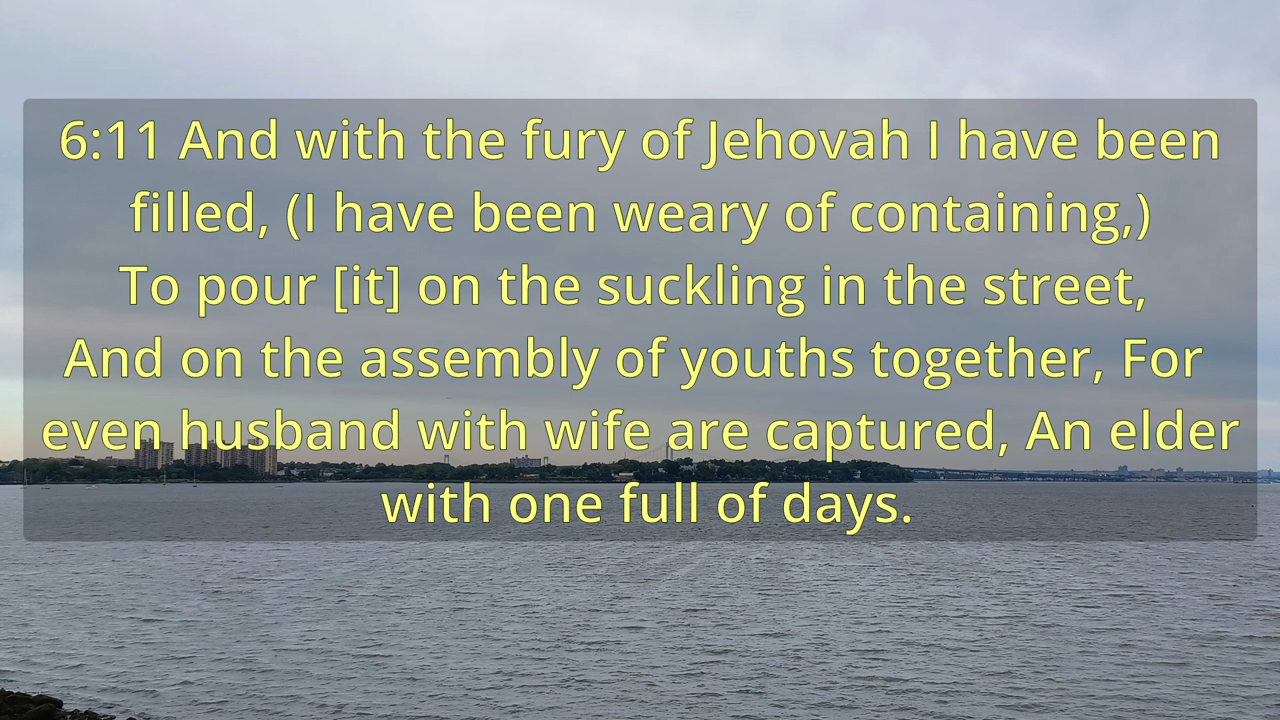 6:11 And with the fury of Jehovah I have been
filled, (I have been weary of containing,)
To pour [it] on the suckling in the street,
And on the assembly of youths together, For
even husband with wife are captured, An elder
with one full of days.